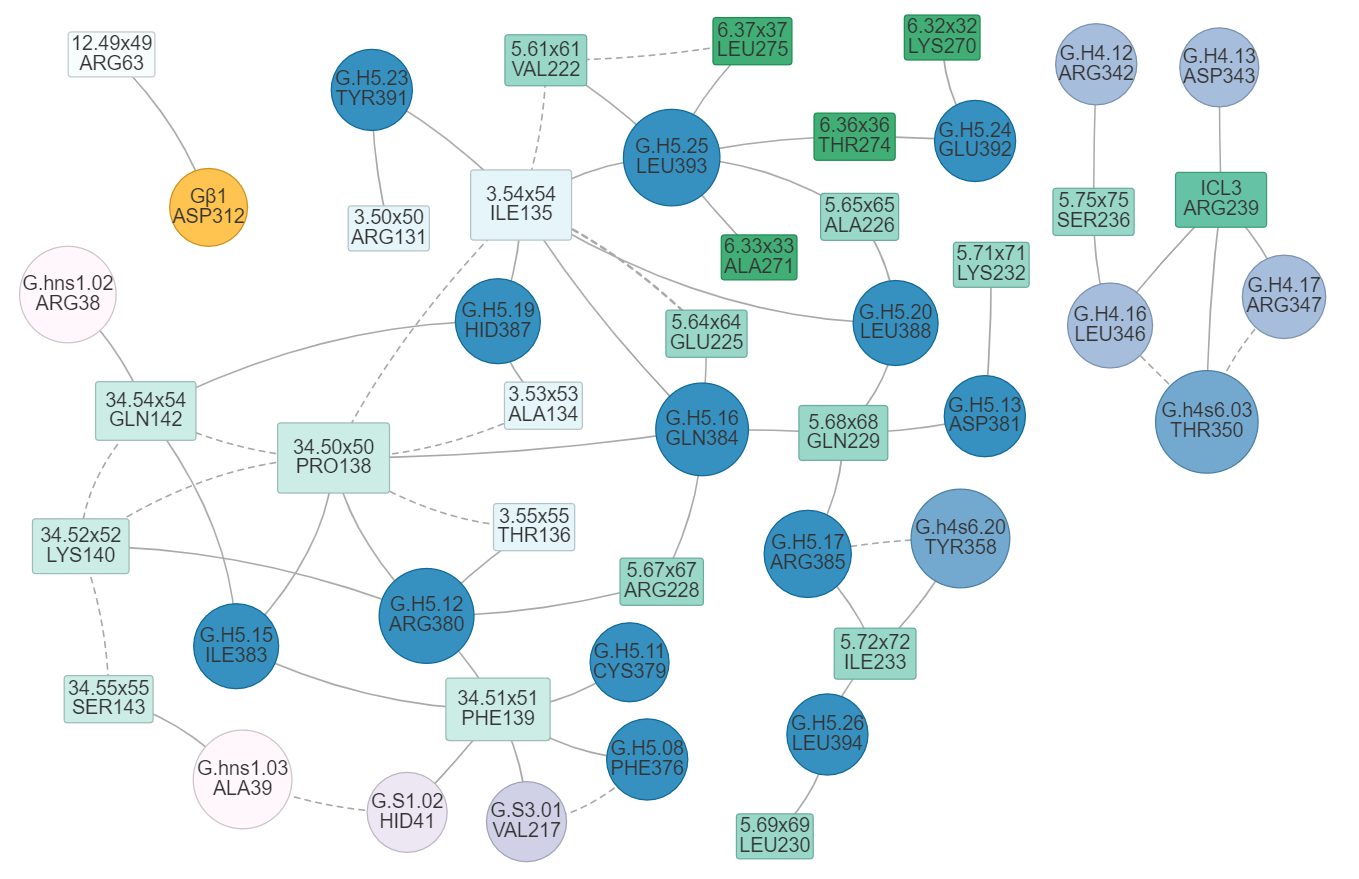 12.49x49
ARG63
G.H5.23
TYR391
5.61x61
VAL222
6.37x37
LEU275
6.32x32
LYS270
G.H4.12
ARG342
G.H4.13
ASP343
G.H5.25
LEU393
6.36x36
THR274
G.H5.24
GLU392
Gβ1
ASP312
3.50x50
ARG131
3.54x54
ILE135
5.65x65
ALA226
5.75x75
SER236
ICL3
ARG239
6.33x33
ALA271
5.71x71
LYS232
G.hns1.02
ARG38
G.H5.19
HID387
5.64x64
GLU225
G.H5.20
LEU388
G.H4.16
LEU346
G.H4.17
ARG347
34.54x54
GLN142
3.53x53
ALA134
G.H5.16
GLN384
5.68x68
GLN229
G.H5.13
ASP381
G.h4s6.03
THR350
34.50x50
PRO138
34.52x52
LYS140
3.55x55
THR136
G.H5.17
ARG385
G.h4s6.20
TYR358
G.H5.15
ILE383
G.H5.12
ARG380
5.67x67
ARG228
34.55x55
SER143
34.51x51
PHE139
G.H5.11
CYS379
5.72x72
ILE233
G.hns1.03
ALA39
G.S1.02
HID41
G.S3.01
VAL217
G.H5.08
PHE376
G.H5.26
LEU394
5.69x69
LEU230